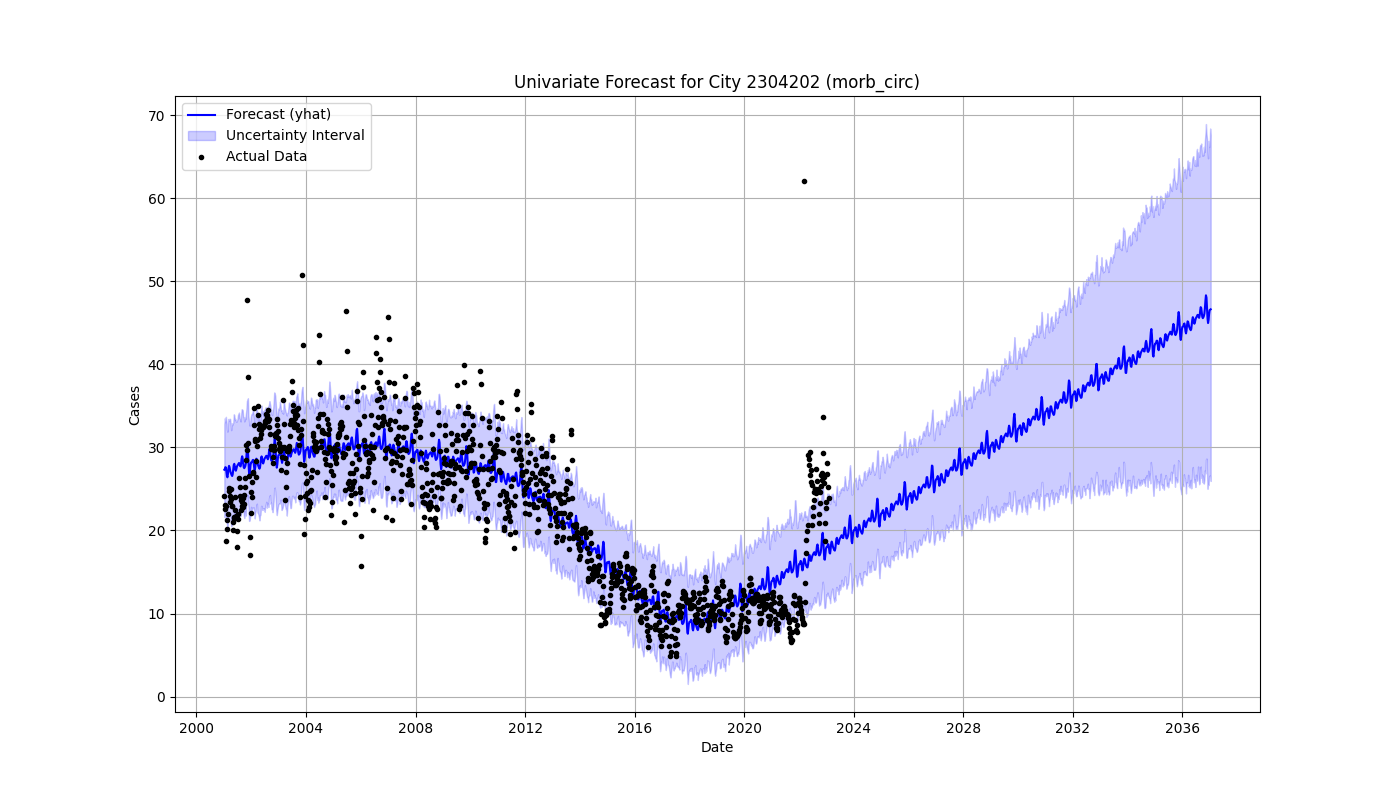 Univariate Forecast for City 2304202 (morb_circ)
Forecast (yhat)
Uncertainty Interval
Actual Data
70
60
50
40
30
20
10
0
Cases
2000 2004 2008 2012 2016 2020 2024 2028 2032 2036
Date